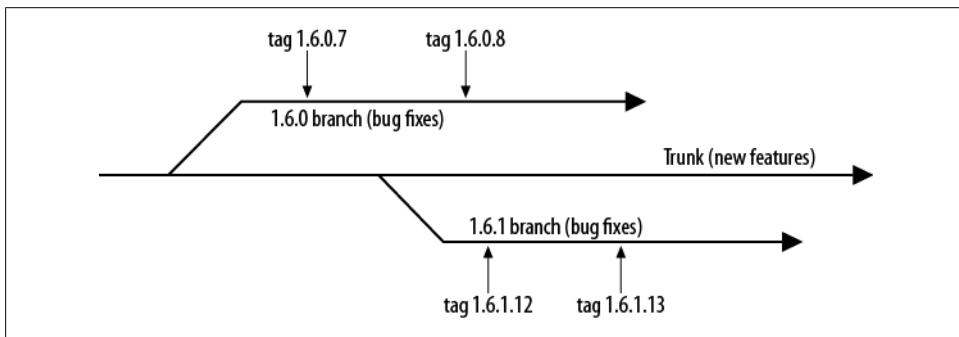 tag 1.6.0.7
tag 1.6.0.8
1.6.0 branch (bug fixes)
Trunk (new features)
1.6.1 branch (bug fixes)
tag 1.6.1.12
tag 1.6.1.13